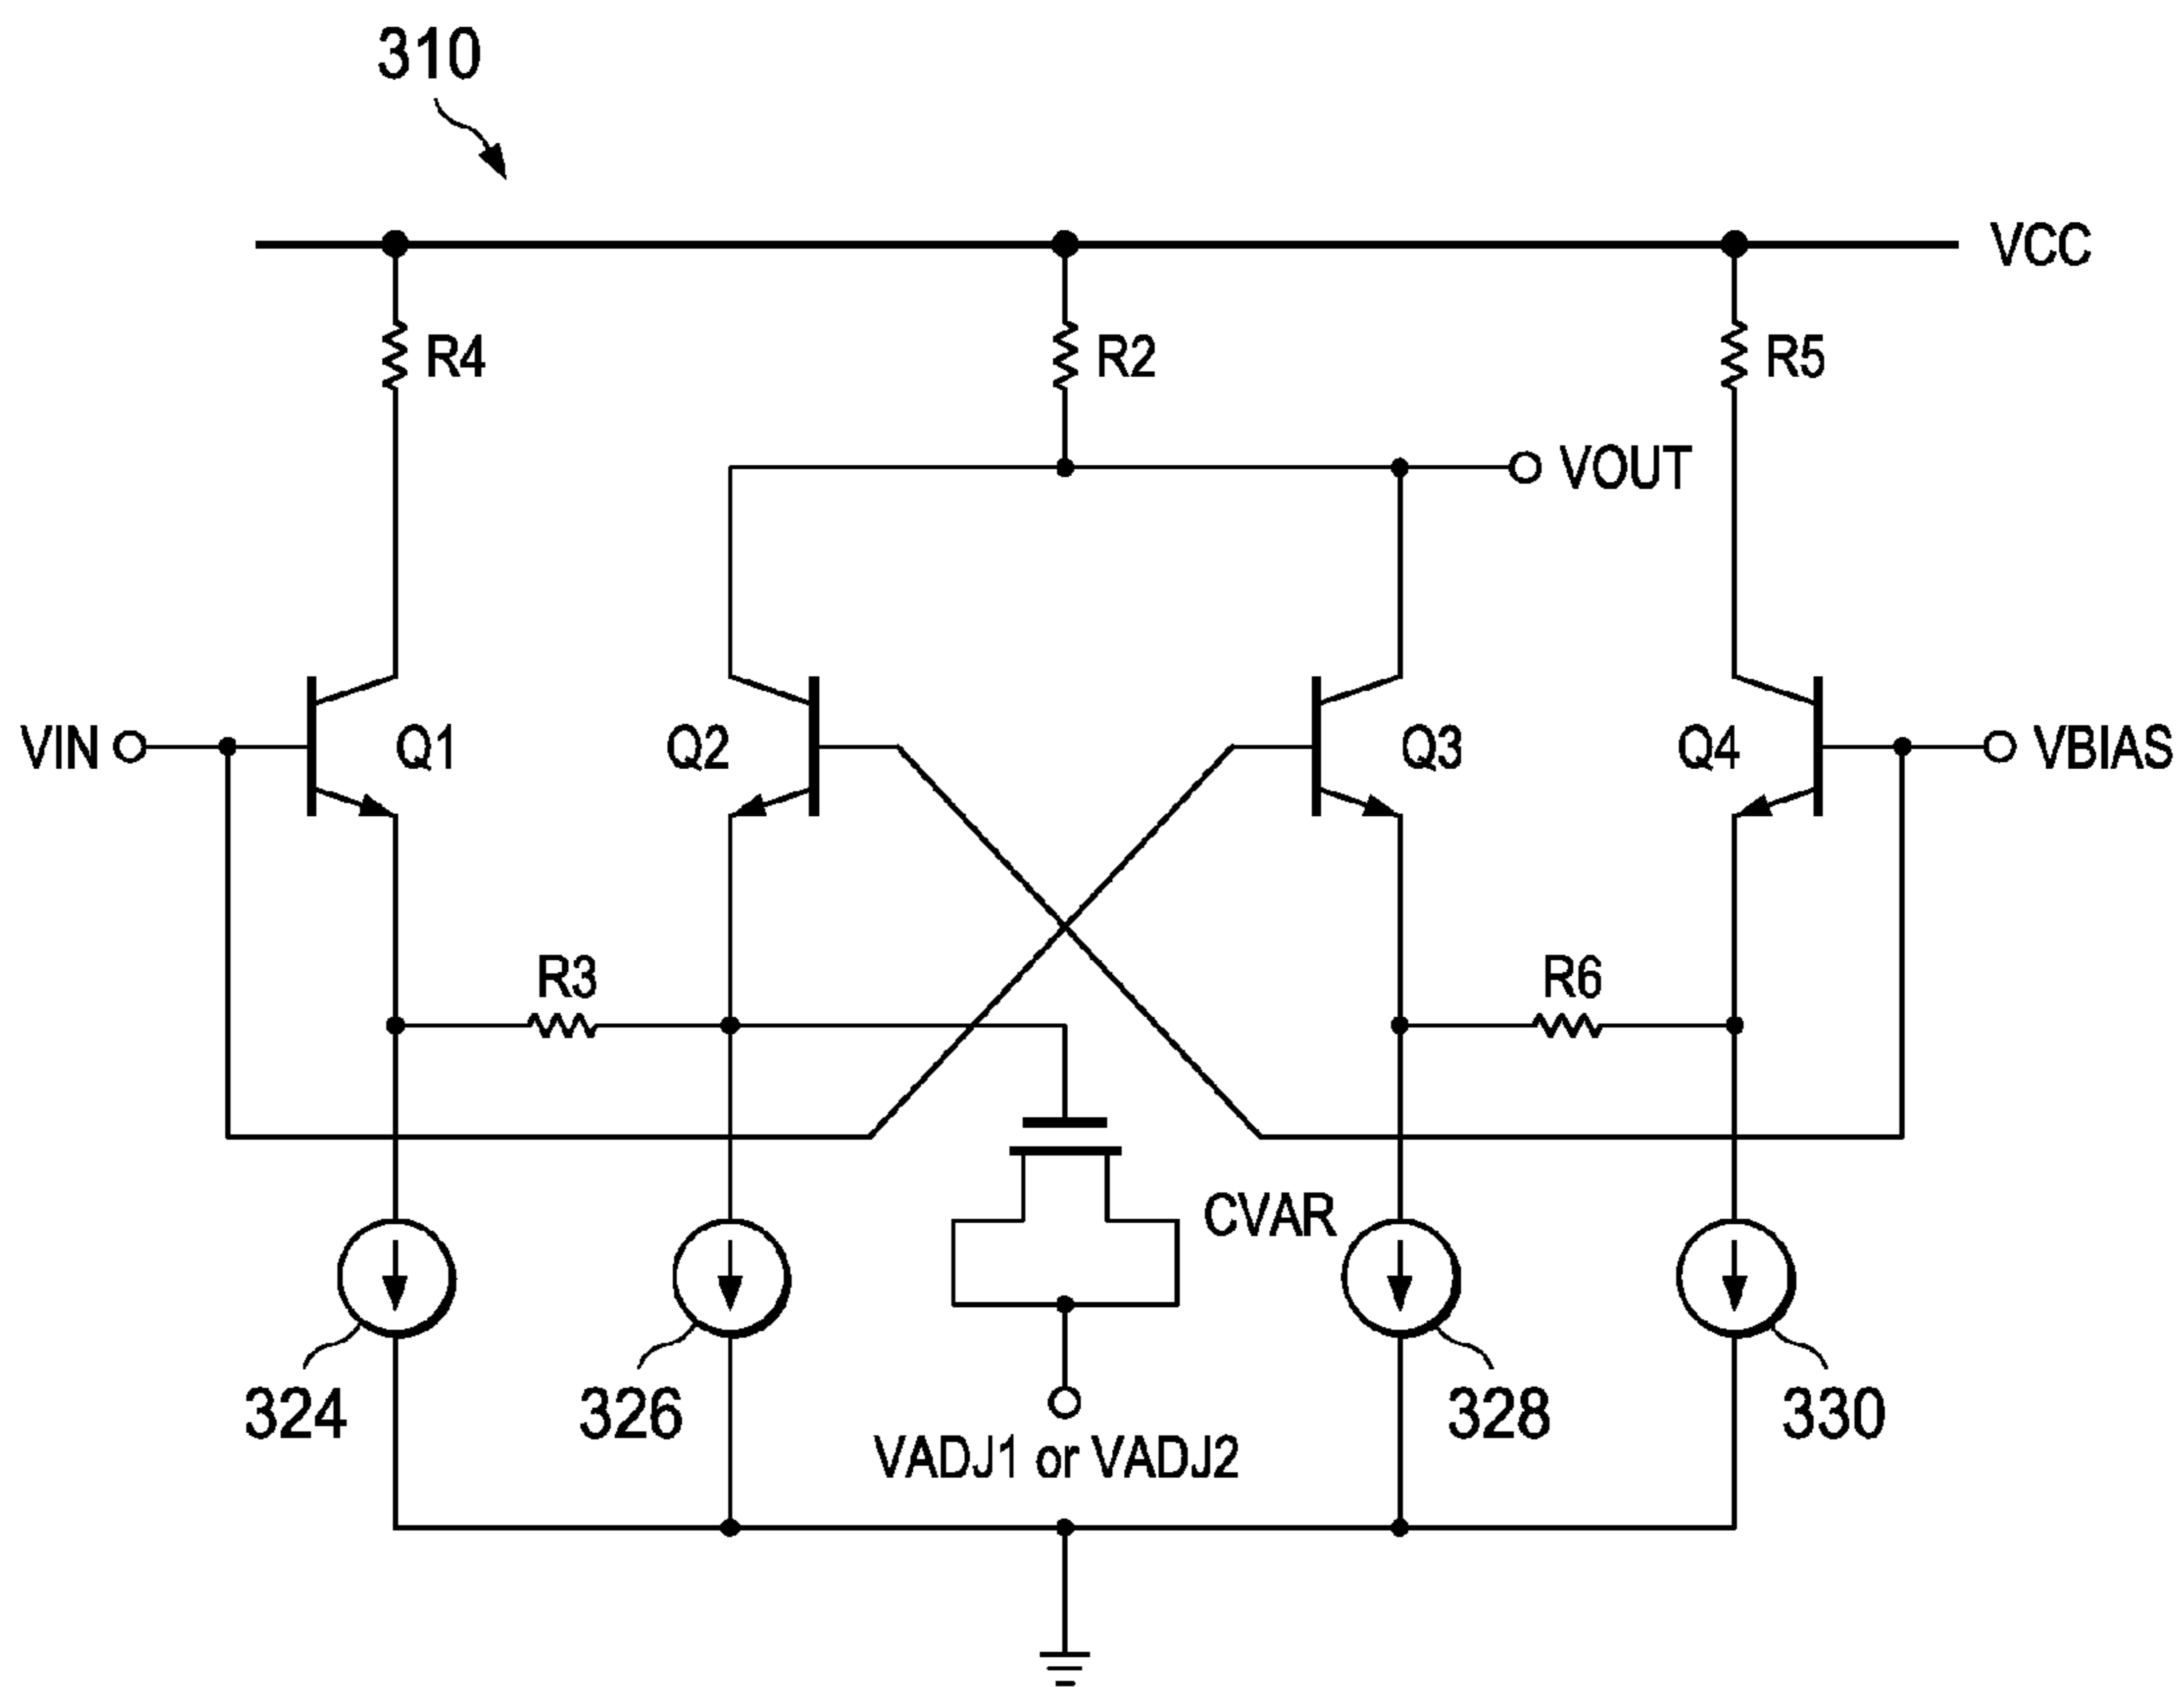 310
VCC
R4
R2
R5
VOUT
VIN
Q1
Q2
Q3
Q4
VBIAS
R3
R6
CVAR
324
326
328
330
VADJ1 or VADJ2